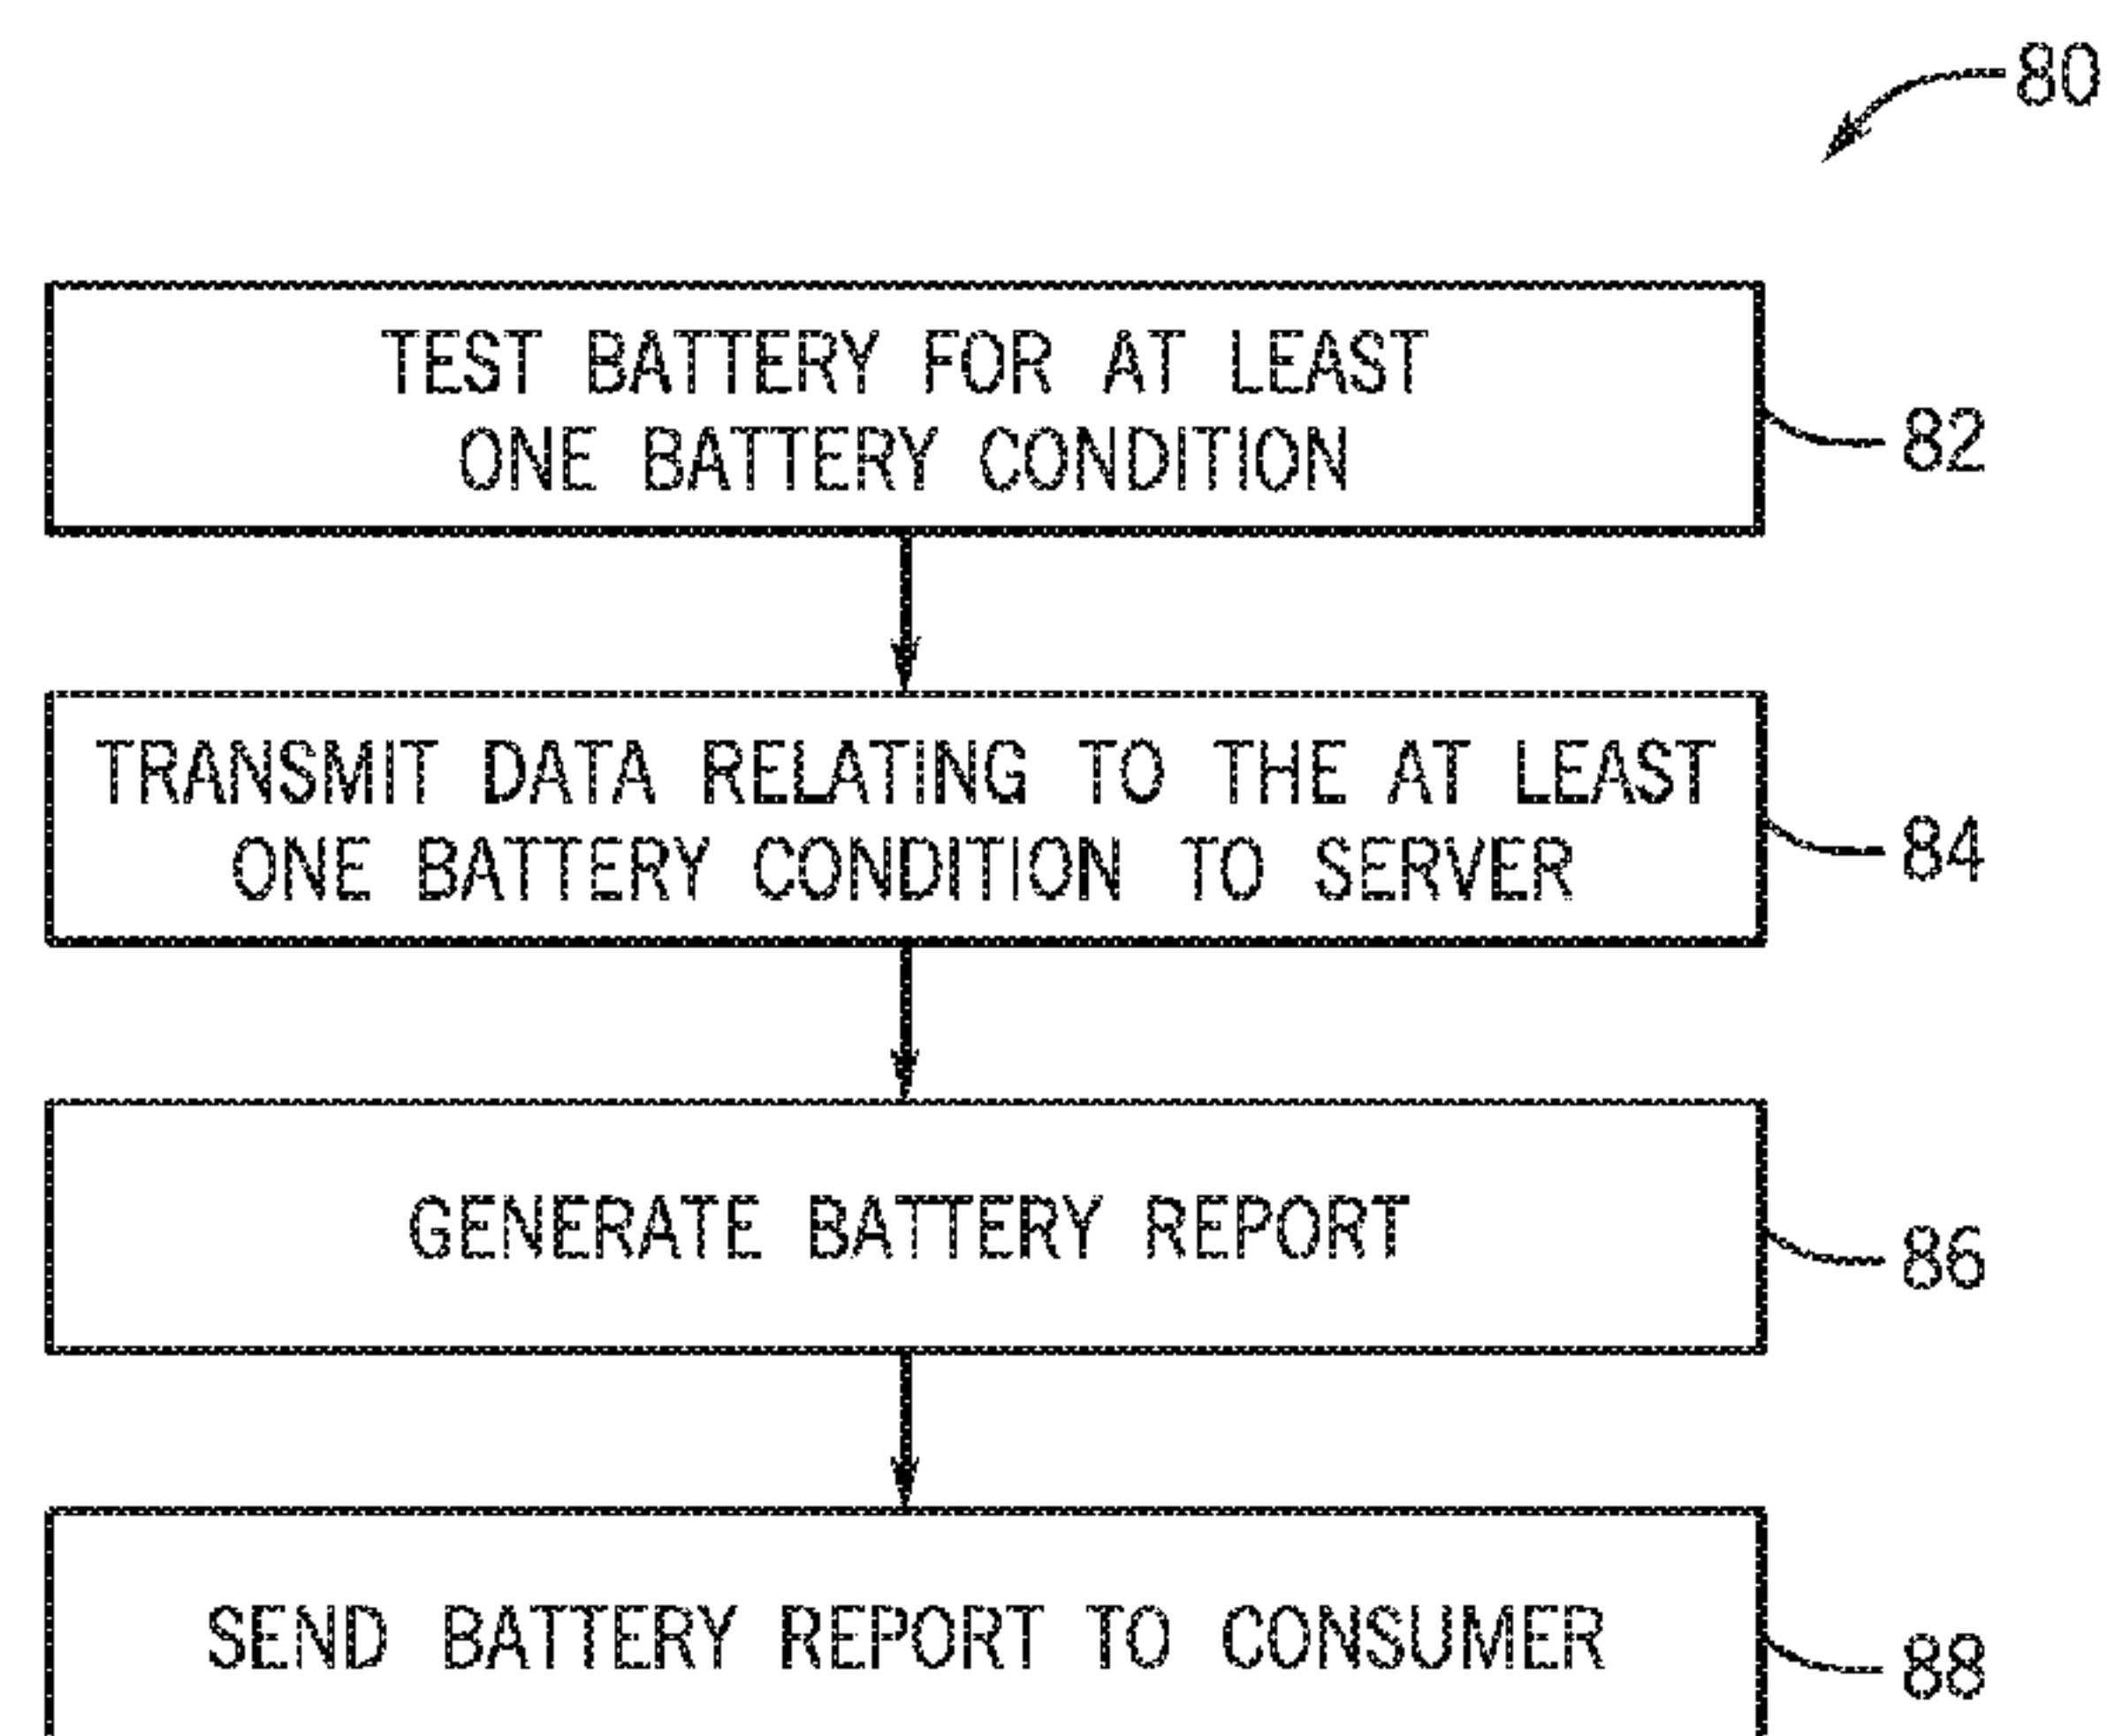 80
TEST BATTERY FOR AT LEAST
ONE BATTERY CONDITION
82
TRANSMIT DATA RELATING TO THE AT LEAST
ONE BATTERY CONDITION TO SERVER
84
GENERATE BATTERY REPORT
86
SEND BATTERY REPORT TO CONSUMER
88